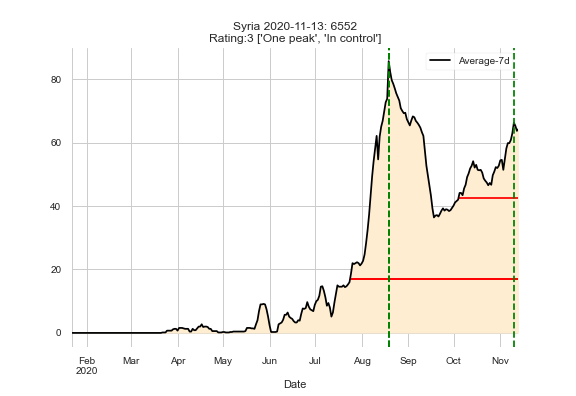 Syria 2020-11-13: 6552
Rating:3 ['One peak', 'In control']
Average-7d
80
60
40
20
0
Feb Mar Apr May Jun Jul Aug Sep Oct Nov
2020
Date